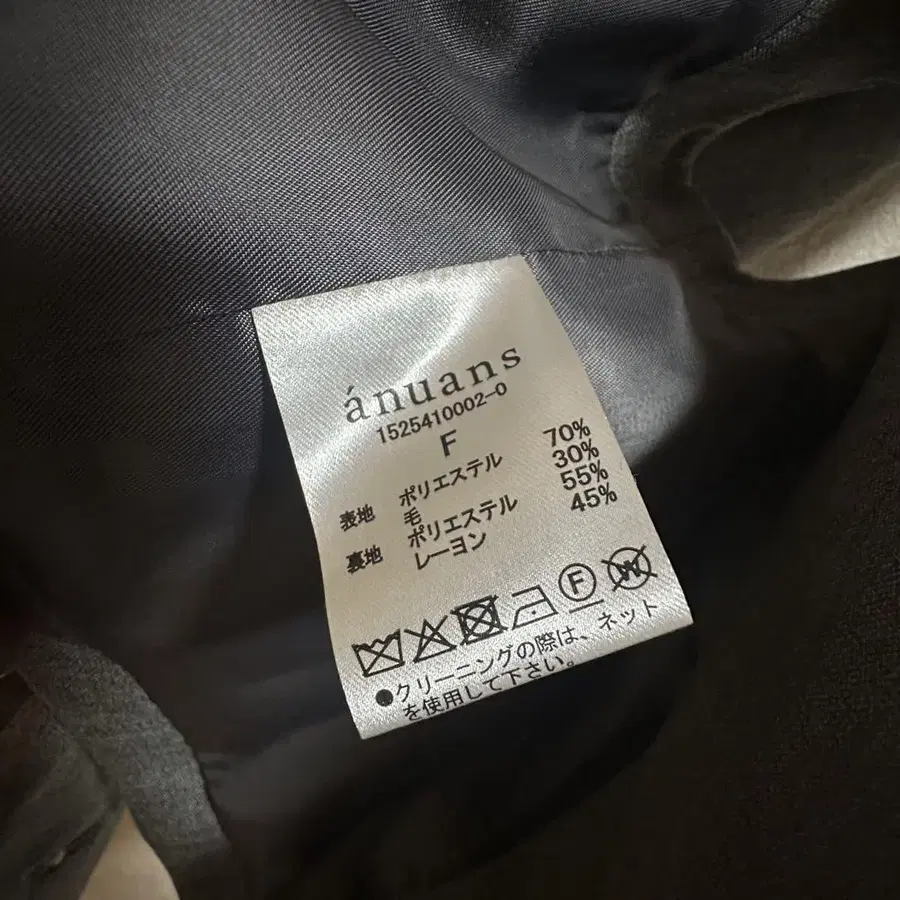 ánuans
1525410002-0
F
表地 ポリエステル 70%
毛 30%
裏地 ポリエステル 55%
レーヨン 45%
F W
●クリーニングの際は、ネット
を使用して下さい。